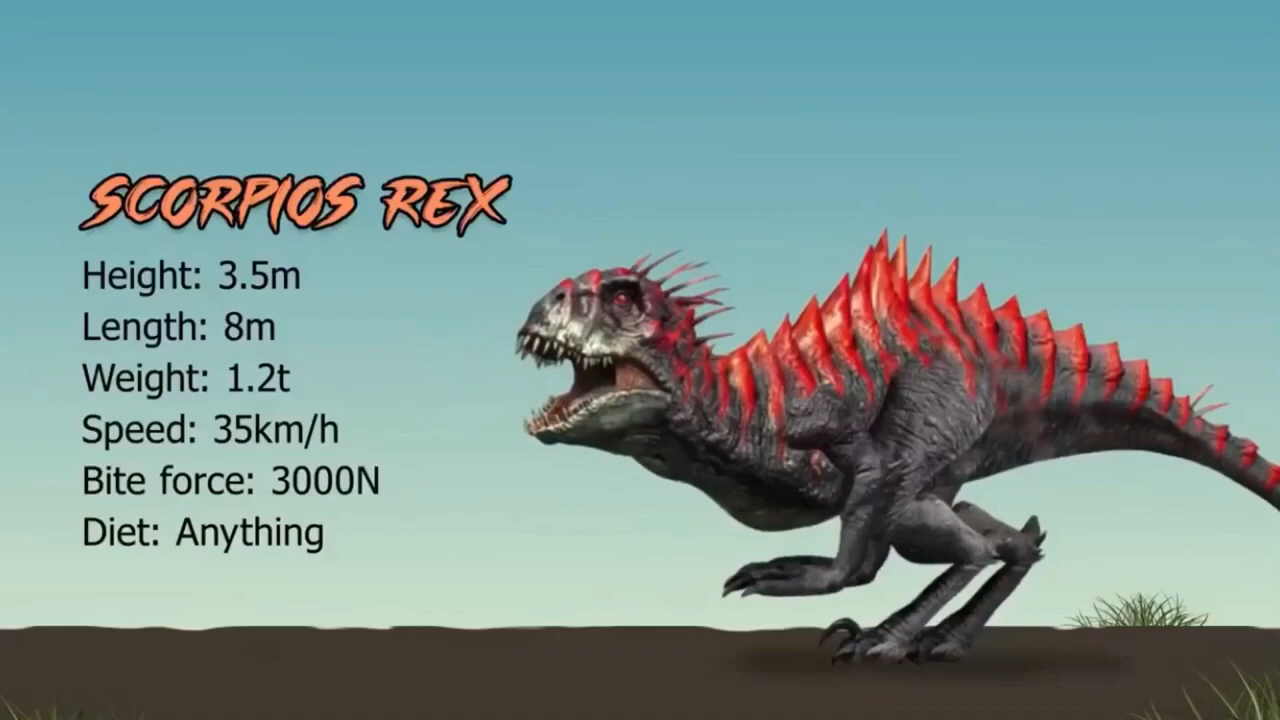 SCORPIOS REX
Height: 3.5m
Length: 8m
Weight: 1.2t
Speed: 35km/h
Bite force: 3000N
Diet: Anything